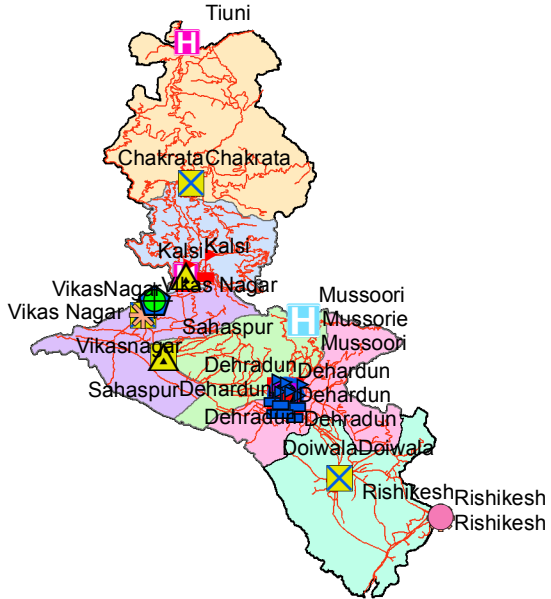 Tiuni
H
ChakrataChakrata
Kalsi Kalsi
VikasNagar Vikas Nagar
Vikas Nagar
H
Mussoori
Mussorie
Mussoori
Sahaspur
Vikasnagar
Dehradun Dehardun
Sahaspur Dehardun Dehardun
Dehradun Dehradun
DoiwalaDoiwala
Rishikesh Rishikesh
Rishikesh